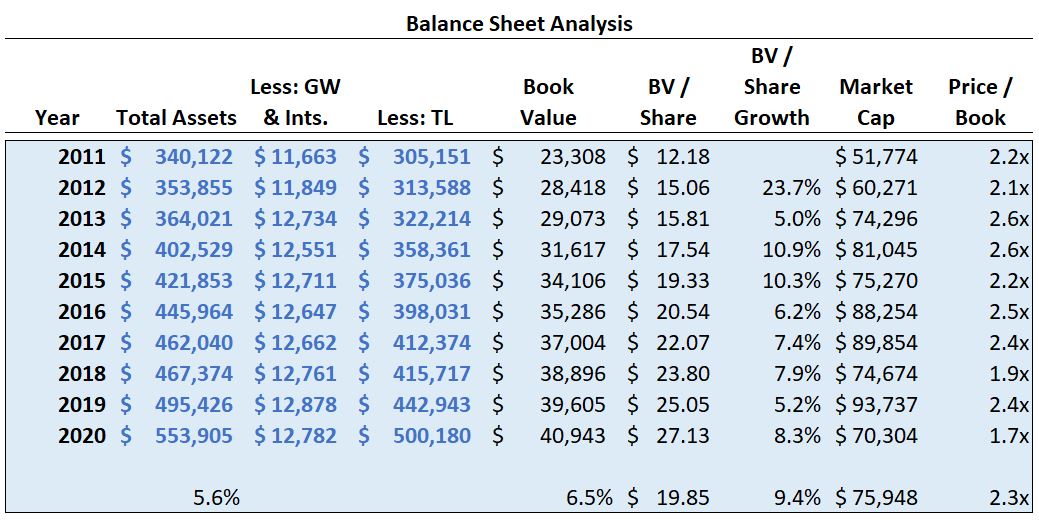 Balance Sheet Analysis
BV /
Less: GW Book BV / Share Market Price /
Year Total Assets & Ints. Less: TL Value Share Growth Cap Book
2011 $ 340,122 $ 11,663 $ 305,151 $ 23,308 $ 12.18 $ 51,774 2.2x
2012 $ 353,855 $ 11,849 $ 313,588 $ 28,418 $ 15.06 23.7% $ 60,271 2.1x
2013 $ 364,021 $ 12,734 $ 322,214 $ 29,073 $ 15.81 5.0% $ 74,296 2.6x
2014 $ 402,529 $ 12,551 $ 358,361 $ 31,617 $ 17.54 10.9% $ 81,045 2.6x
2015 $ 421,853 $ 12,711 $ 375,036 $ 34,106 $ 19.33 10.3% $ 75,270 2.2x
2016 $ 445,964 $ 12,647 $ 398,031 $ 35,286 $ 20.54 6.2% $ 88,254 2.5x
2017 $ 462,040 $ 12,662 $ 412,374 $ 37,004 $ 22.07 7.4% $ 89,854 2.4x
2018 $ 467,374 $ 12,761 $ 415,717 $ 38,896 $ 23.80 7.9% $ 74,674 1.9x
2019 $ 495,426 $ 12,878 $ 442,943 $ 39,605 $ 25.05 5.2% $ 93,737 2.4x
2020 $ 553,905 $ 12,782 $ 500,180 $ 40,943 $ 27.13 8.3% $ 70,304 1.7x
5.6% 6.5% $ 19.85 9.4% $ 75,948 2.3x